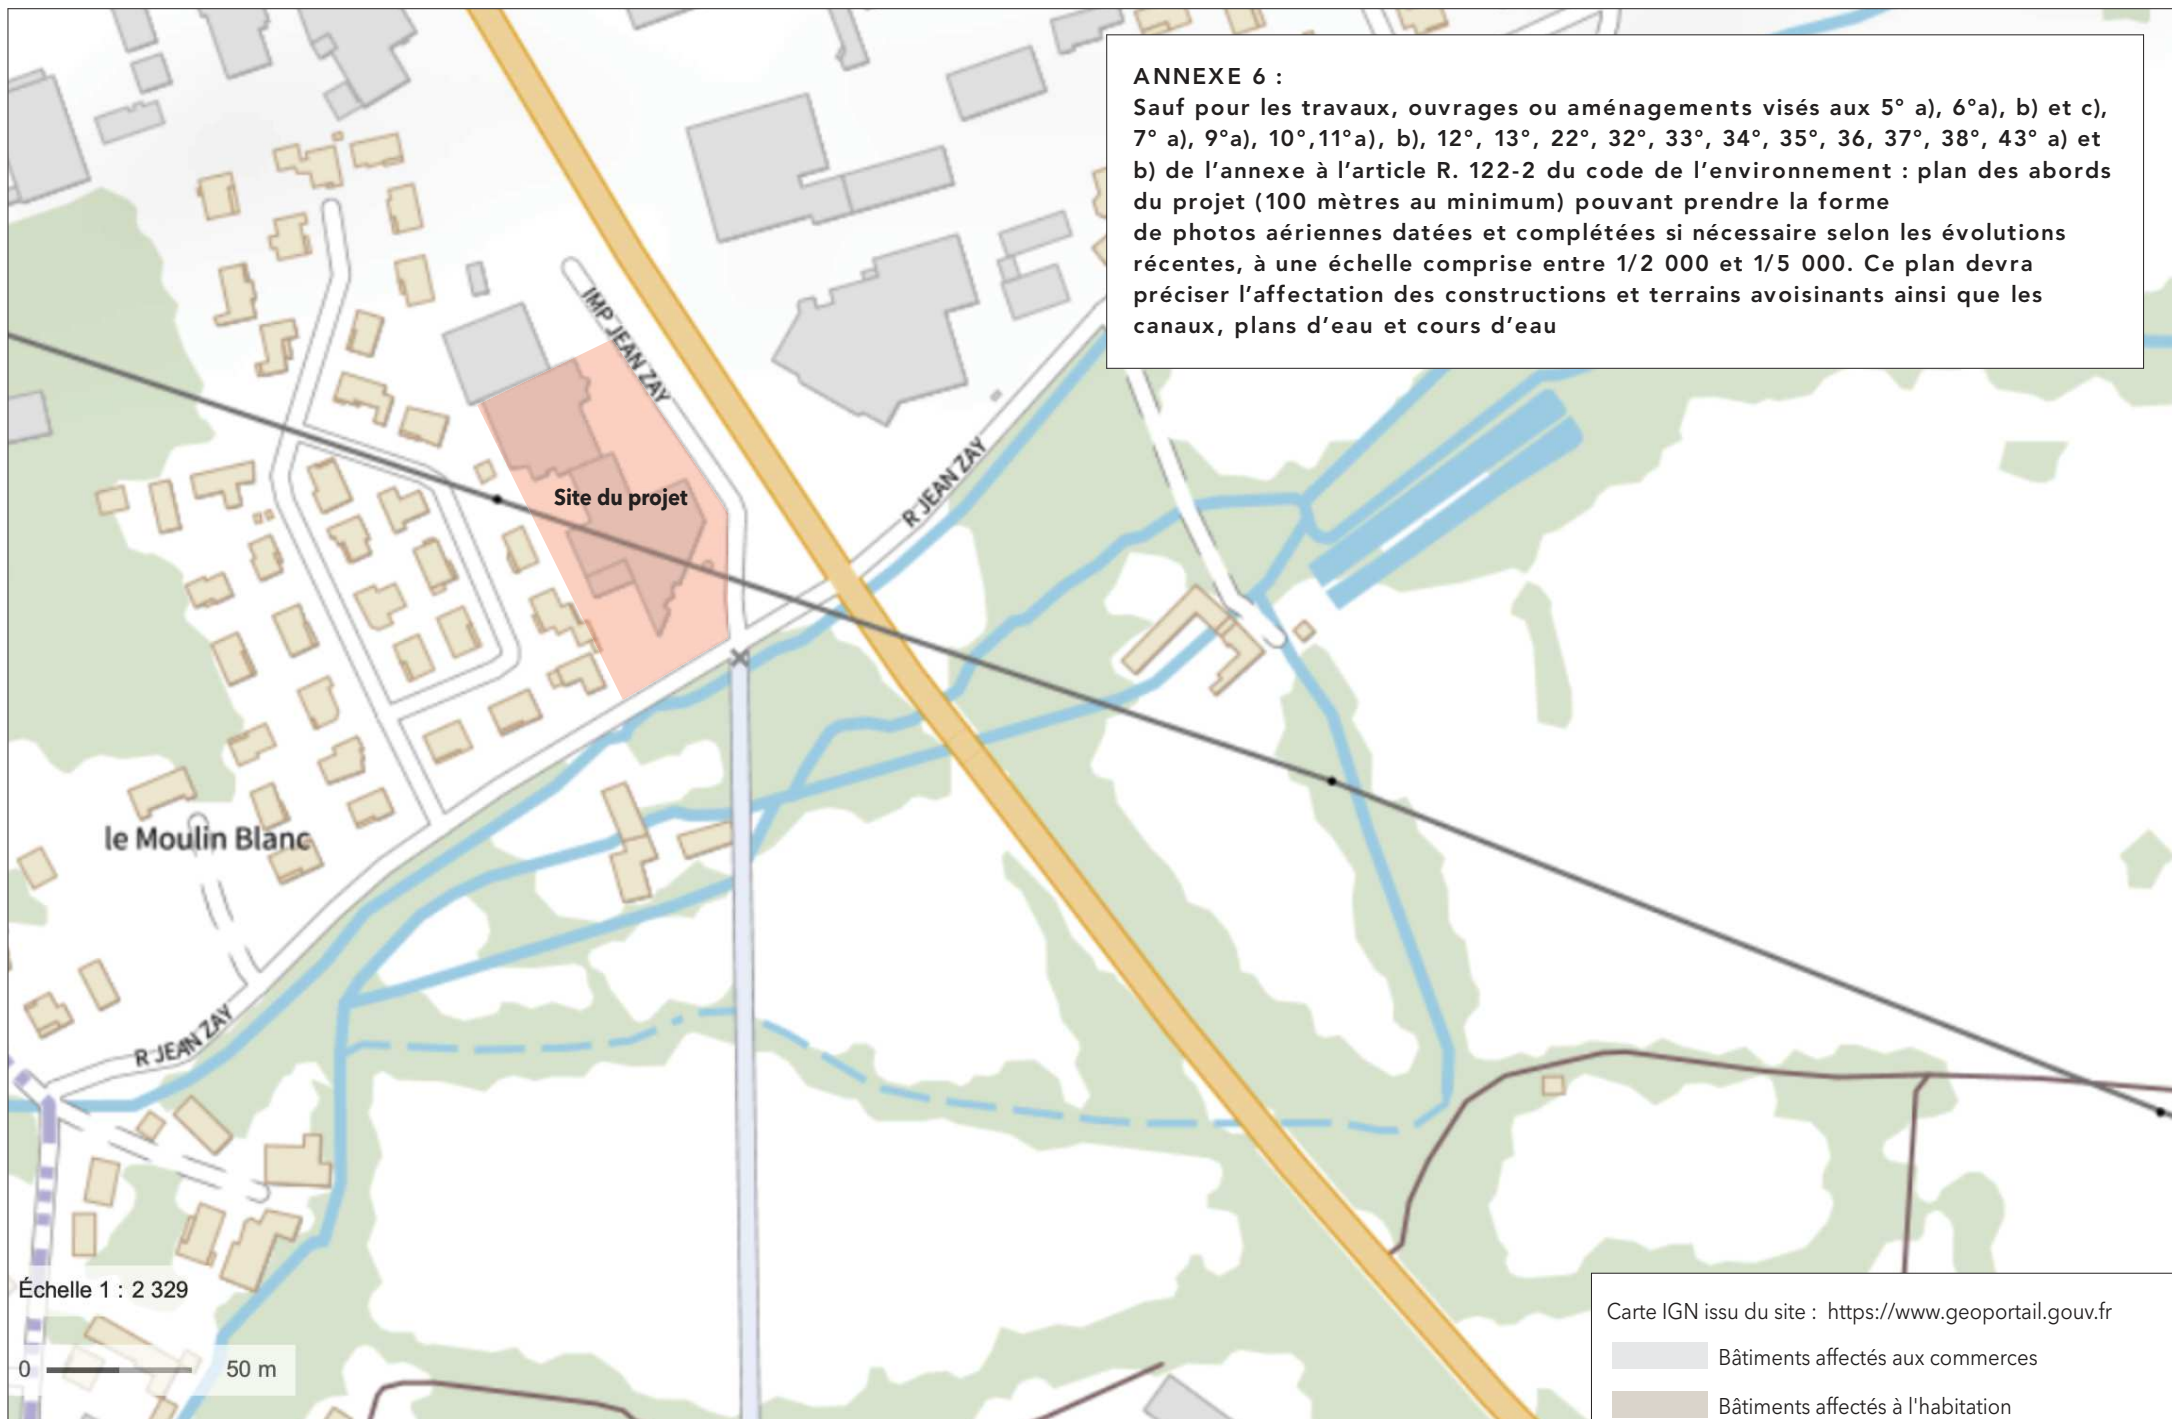 ANNEXE 6 :
Sauf pour les travaux, ouvrages ou aménagements visés aux 5° a), 6°a), b) et c),
7° a), 9°a), 10°,11°a), b), 12°, 13°, 22°, 32°, 33°, 34°, 35°, 36, 37°, 38°, 43° a) et
b) de l'annexe à l'article R. 122-2 du code de l'environnement : plan des abords
du projet (100 mètres au minimum) pouvant prendre la forme
de photos aériennes datées et complétées si nécessaire selon les évolutions
récentes, à une échelle comprise entre 1/2 000 et 1/5 000. Ce plan devra
préciser l'affectation des constructions et terrains avoisinants ainsi que les
canaux, plans d'eau et cours d'eau
IMP JEAN ZAY
R JEAN ZAY
Site du projet
le Moulin Blanc
R JEAN ZAY
Échelle 1 : 2 329
0 50 m
Carte IGN issu du site : https://www.geoportail.gouv.fr
Bâtiments affectés aux commerces
Bâtiments affectés à l'habitation